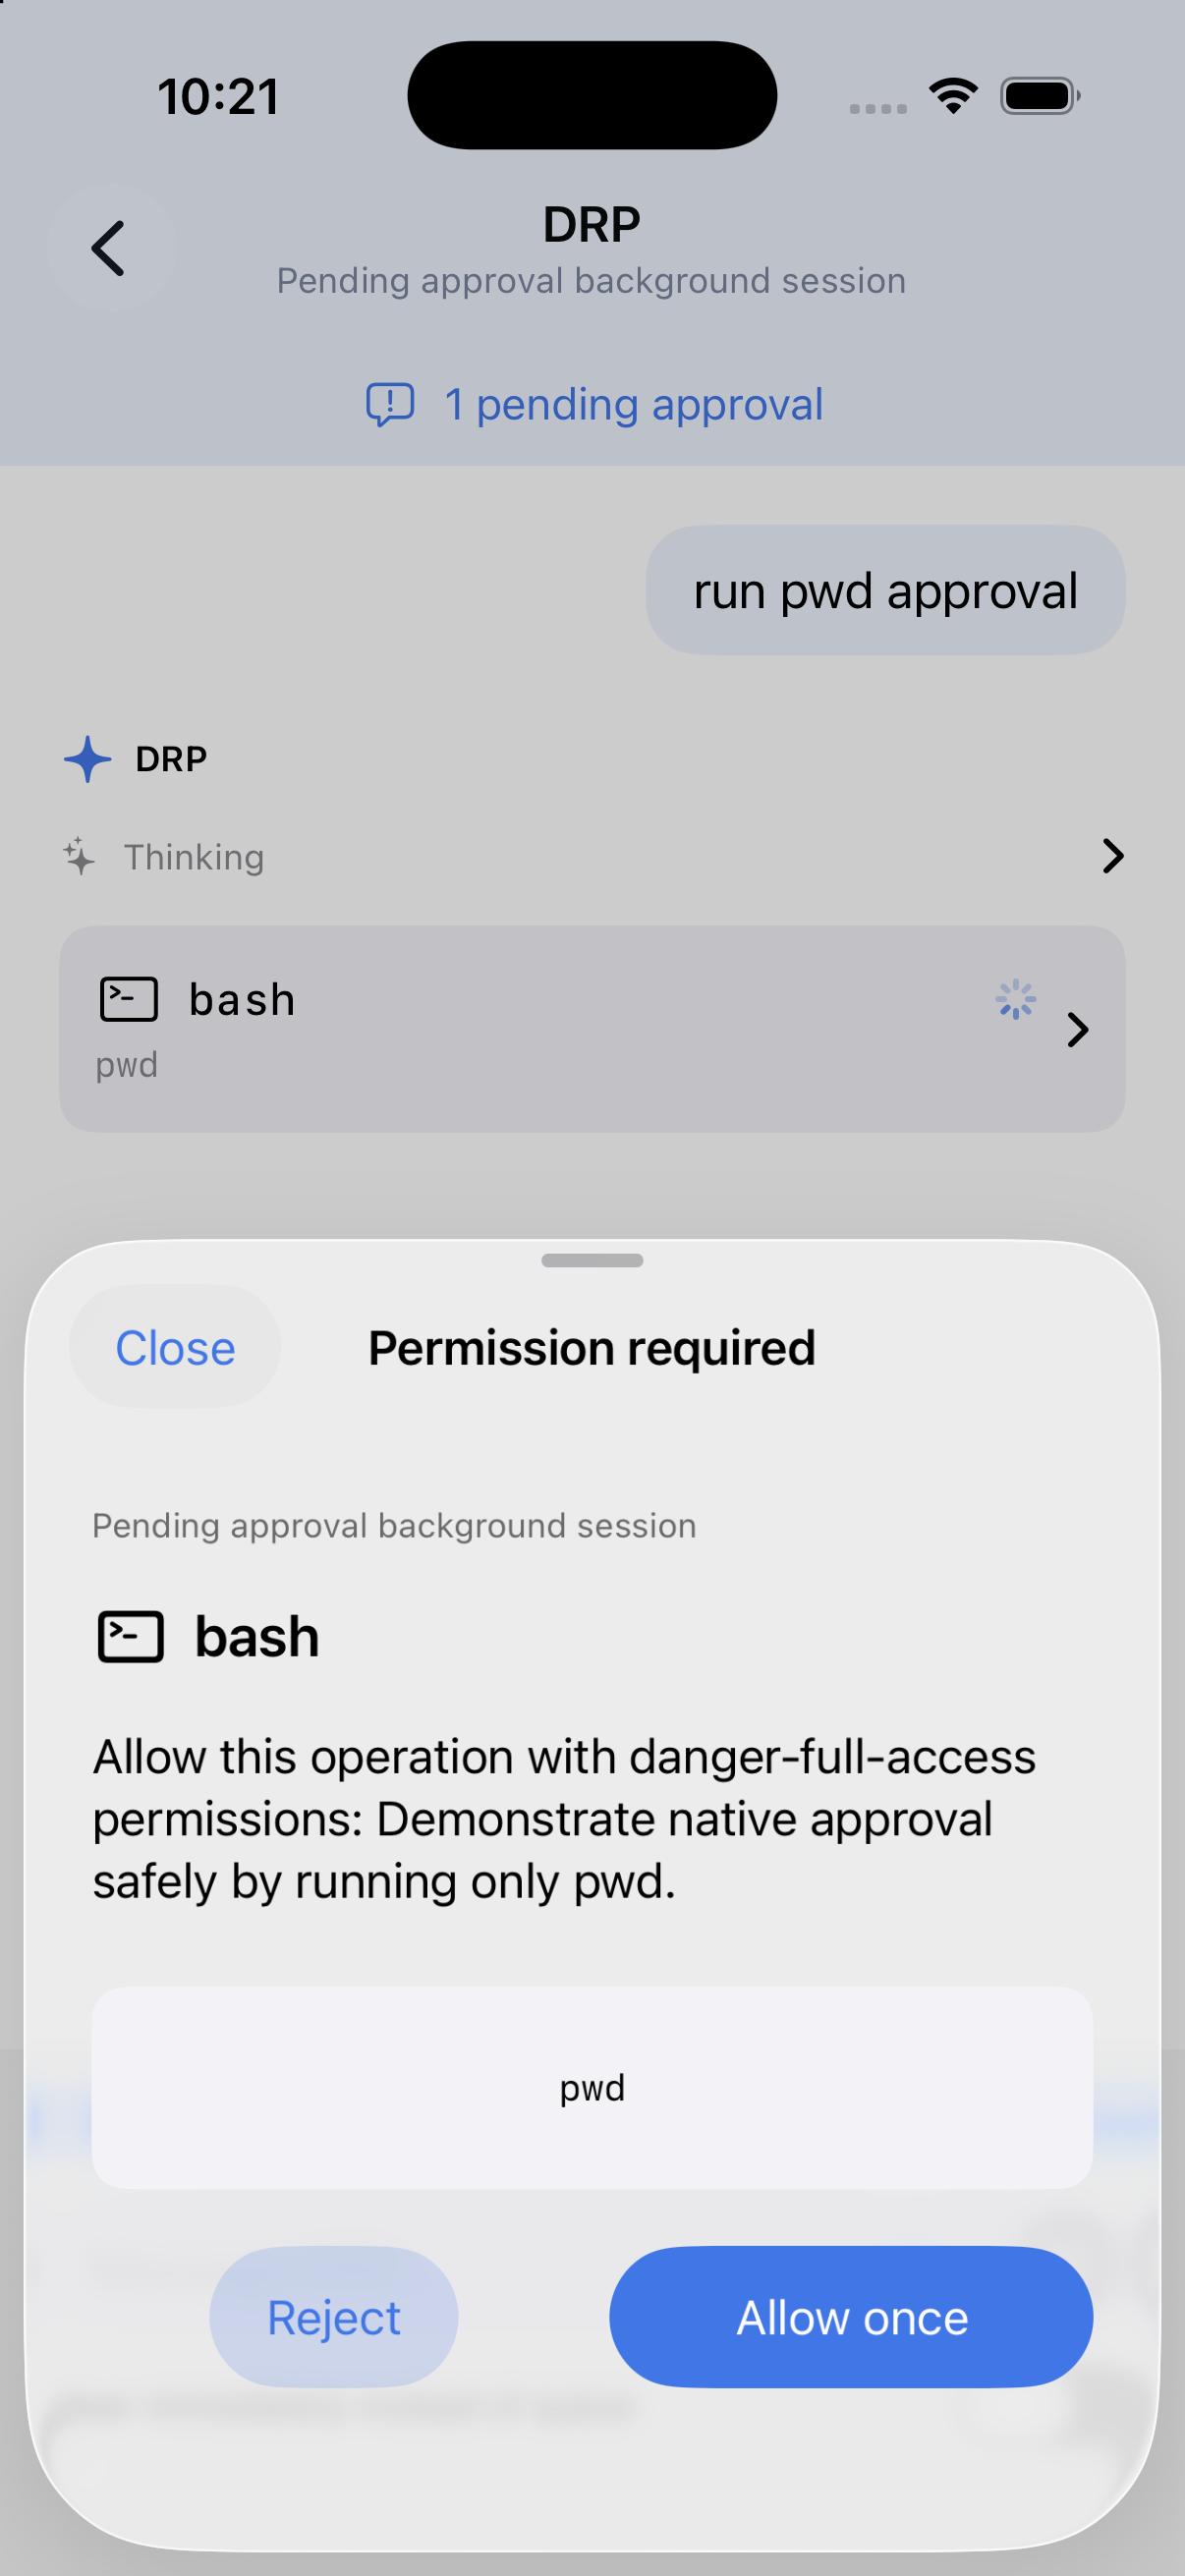 10:21
DRP
Pending approval background session
1 pending approval
run pwd approval
DRP
Thinking
bash
pwd
Close
Permission required
Pending approval background session
bash
Allow this operation with danger-full-access
permissions: Demonstrate native approval
safely by running only pwd.
pwd
Reject
Allow once